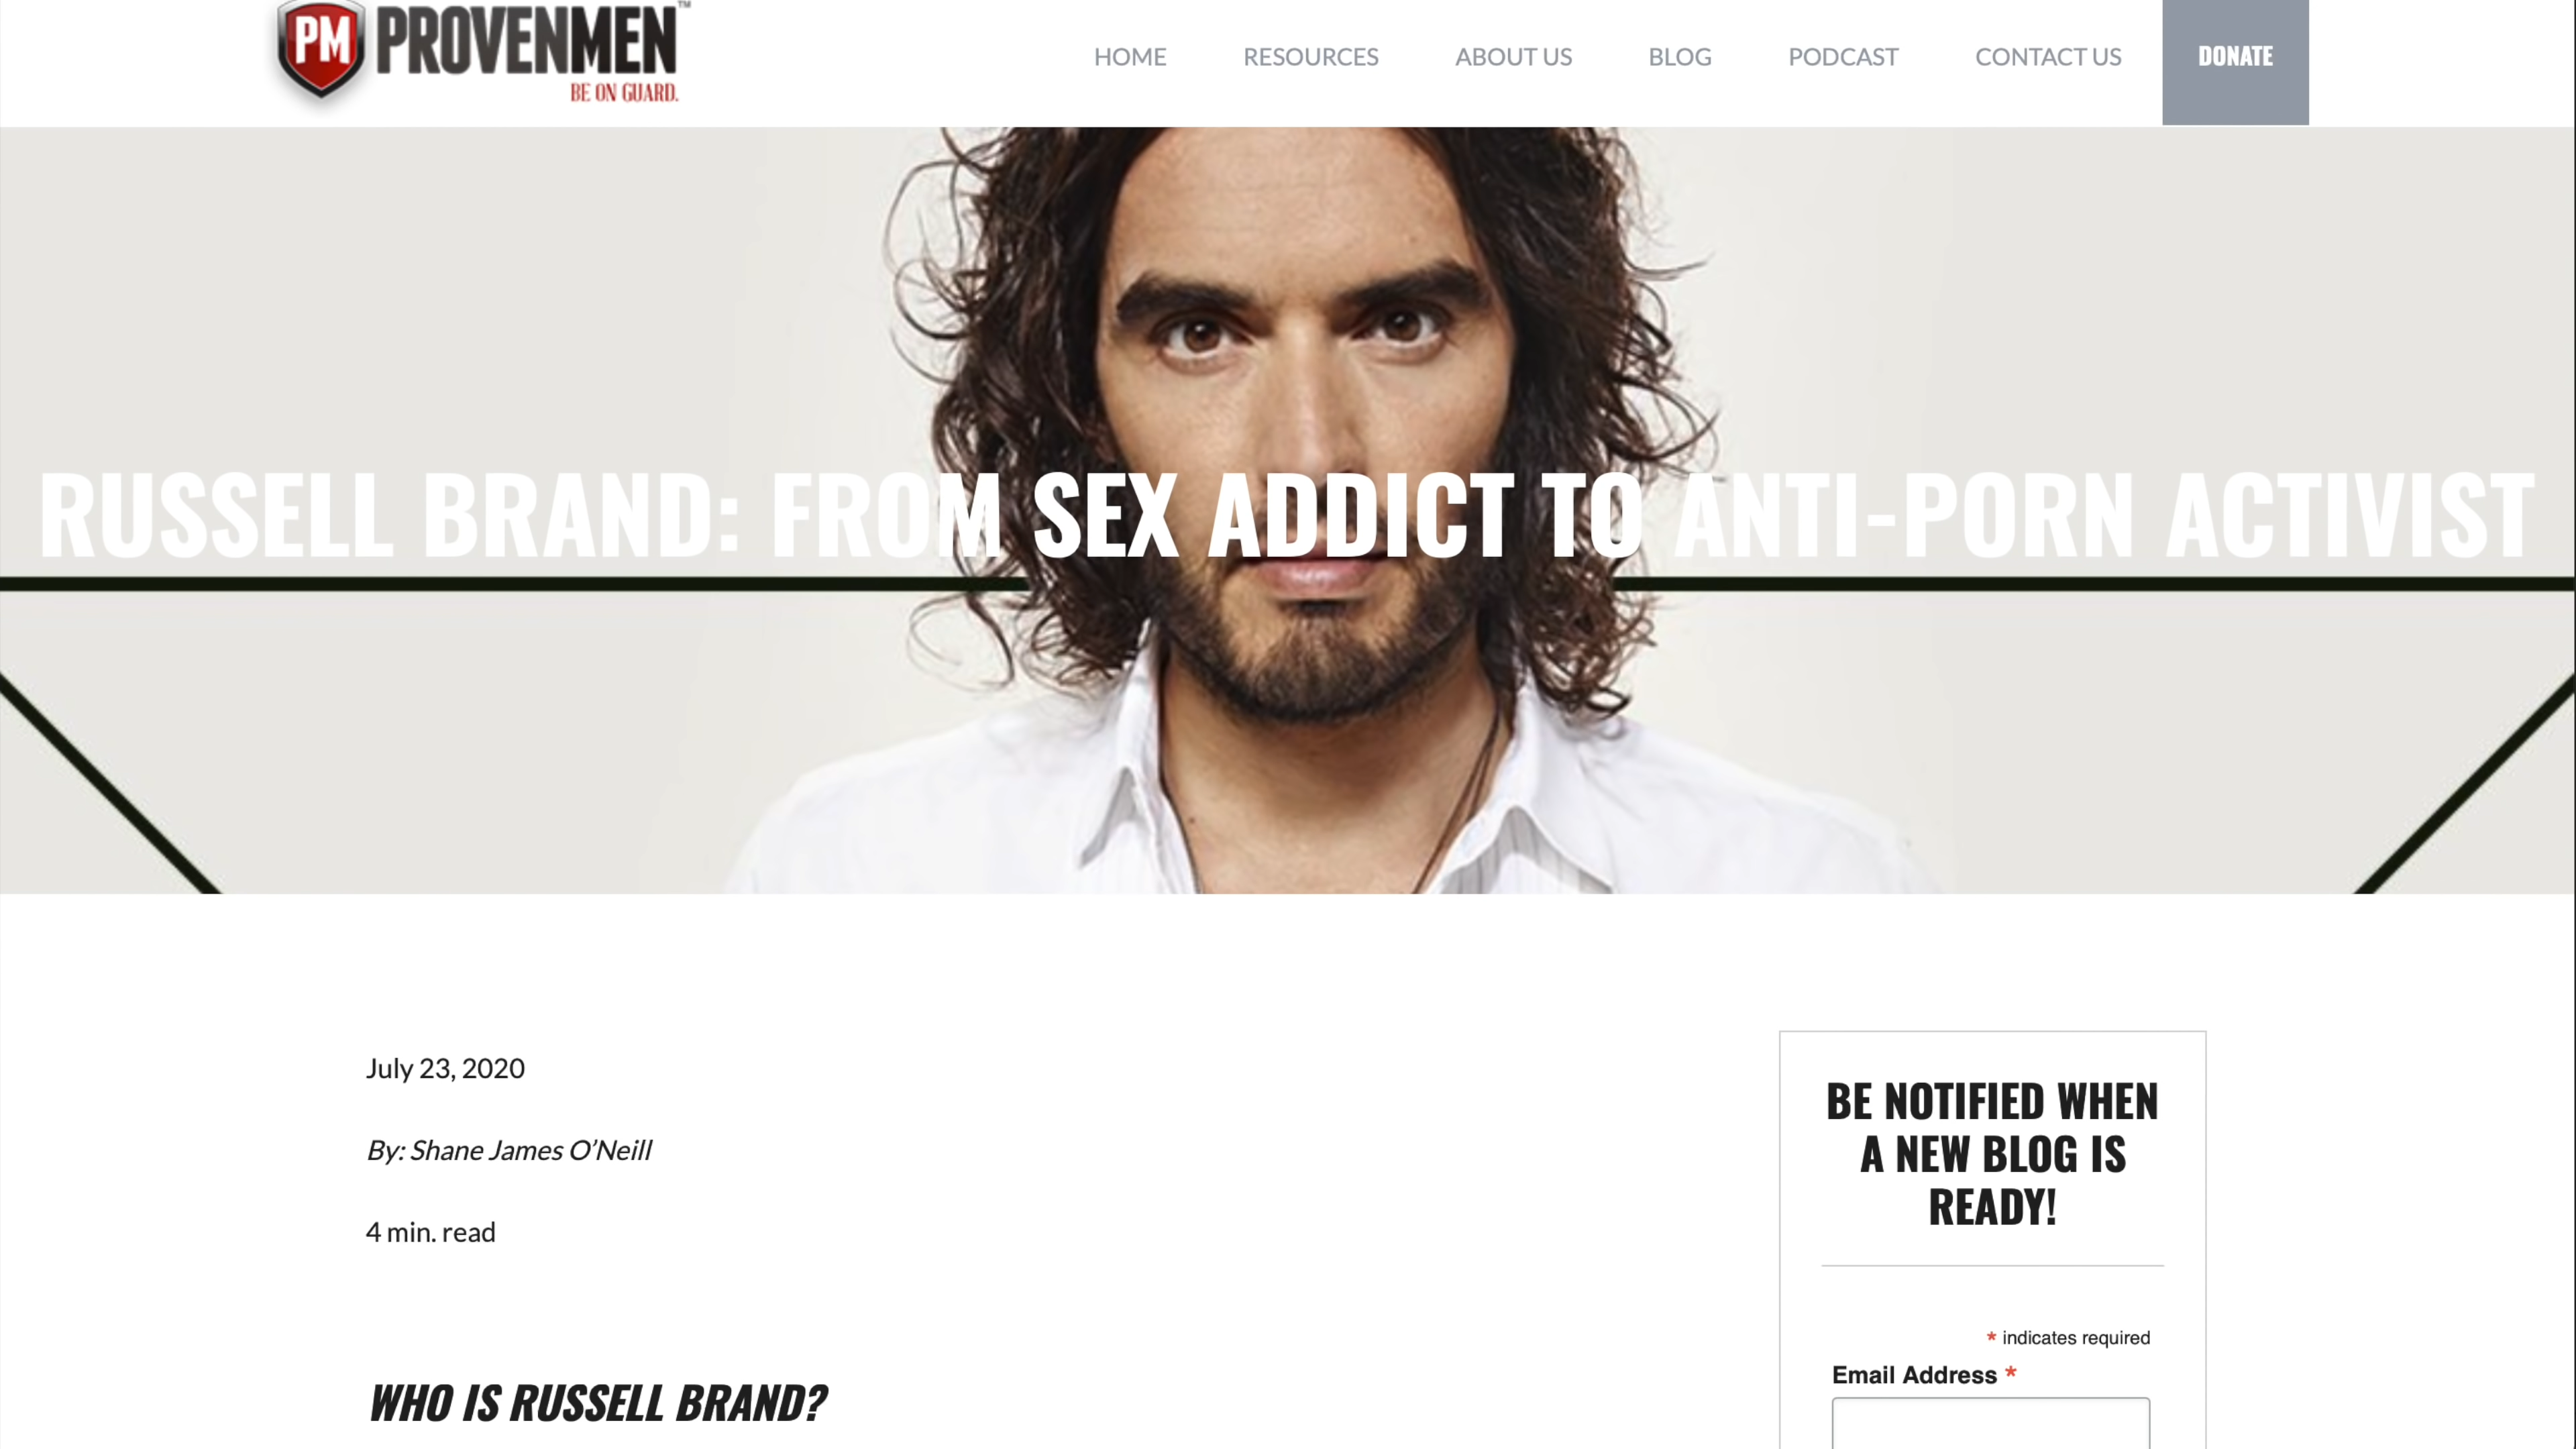 PM PROVENMEN™
BE ON GUARD.
HOME RESOURCES ABOUT US BLOG PODCAST CONTACT US DONATE
RUSSELL BRAND: FROM SEX ADDICT TO ANTI-PORN ACTIVIST
July 23, 2020
By: Shane James O’Neill
4 min. read
WHO IS RUSSELL BRAND?
BE NOTIFIED WHEN
A NEW BLOG IS
READY!
* indicates required
Email Address *